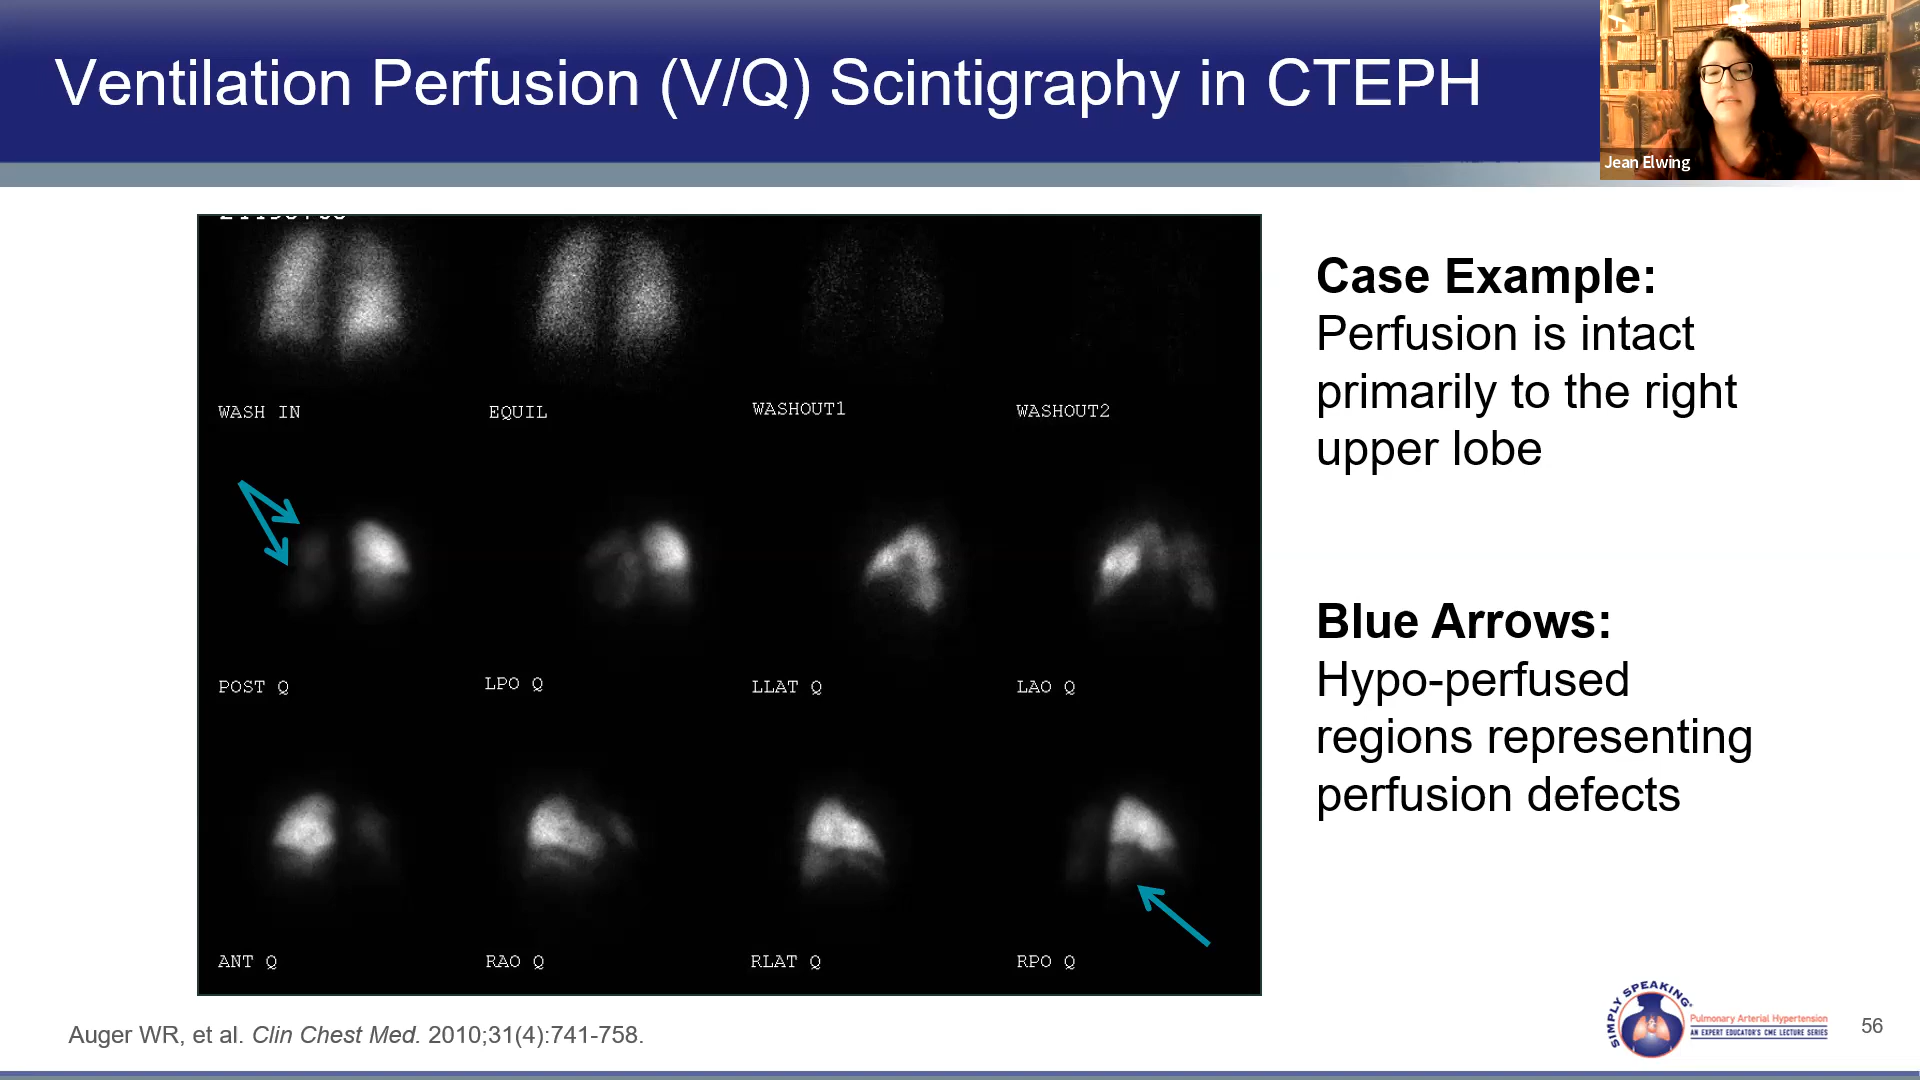 Ventilation Perfusion (V/Q) Scintigraphy in CTEPH
Jean Elwing
WASH IN
EQUIL
WASHOUT1
WASHOUT2
POST Q
LPO Q
LLAT Q
LAO Q
ANT Q
RAO Q
RLAT Q
RPO Q
Case Example:
Perfusion is intact
primarily to the right
upper lobe
Blue Arrows:
Hypo-perfused
regions representing
perfusion defects
Auger WR, et al. Clin Chest Med. 2010;31(4):741-758.
SIMPLY SPEAKING
Pulmonary Arterial Hypertension
AN EXPERT EDUCATOR'S CME LECTURE SERIES
56